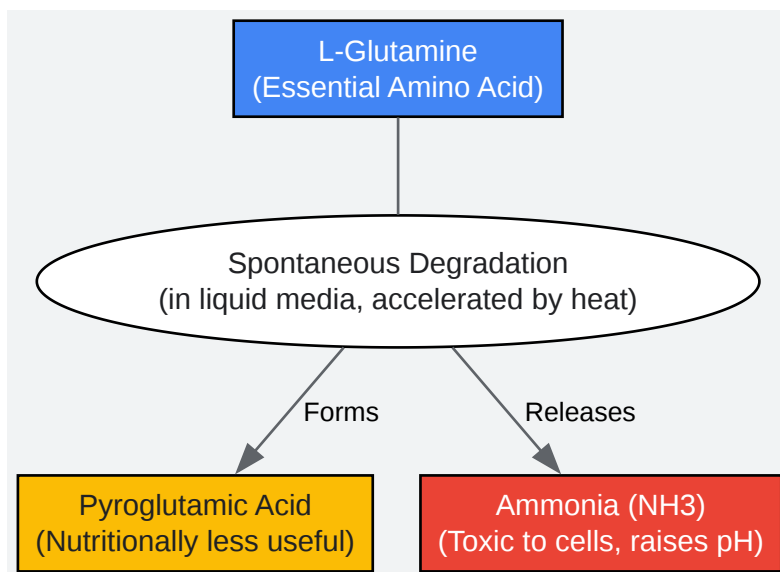 L-Glutamine
(Essential Amino Acid)
Spontaneous Degradation
(in liquid media, accelerated by heat)
Forms
Releases
Pyroglutamic Acid
(Nutritionally less useful)
Ammonia (NH3)
(Toxic to cells, raises pH)